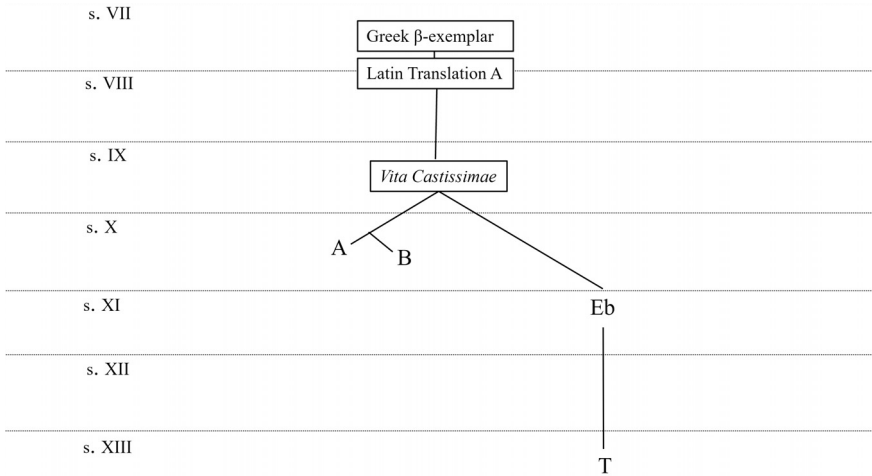 s. VII
Greek β-exemplar
Latin Translation A
s. VIII
s. IX
Vita Castissimae
s. X
A
B
s. XI
Eb
s. XII
s. XIII
T